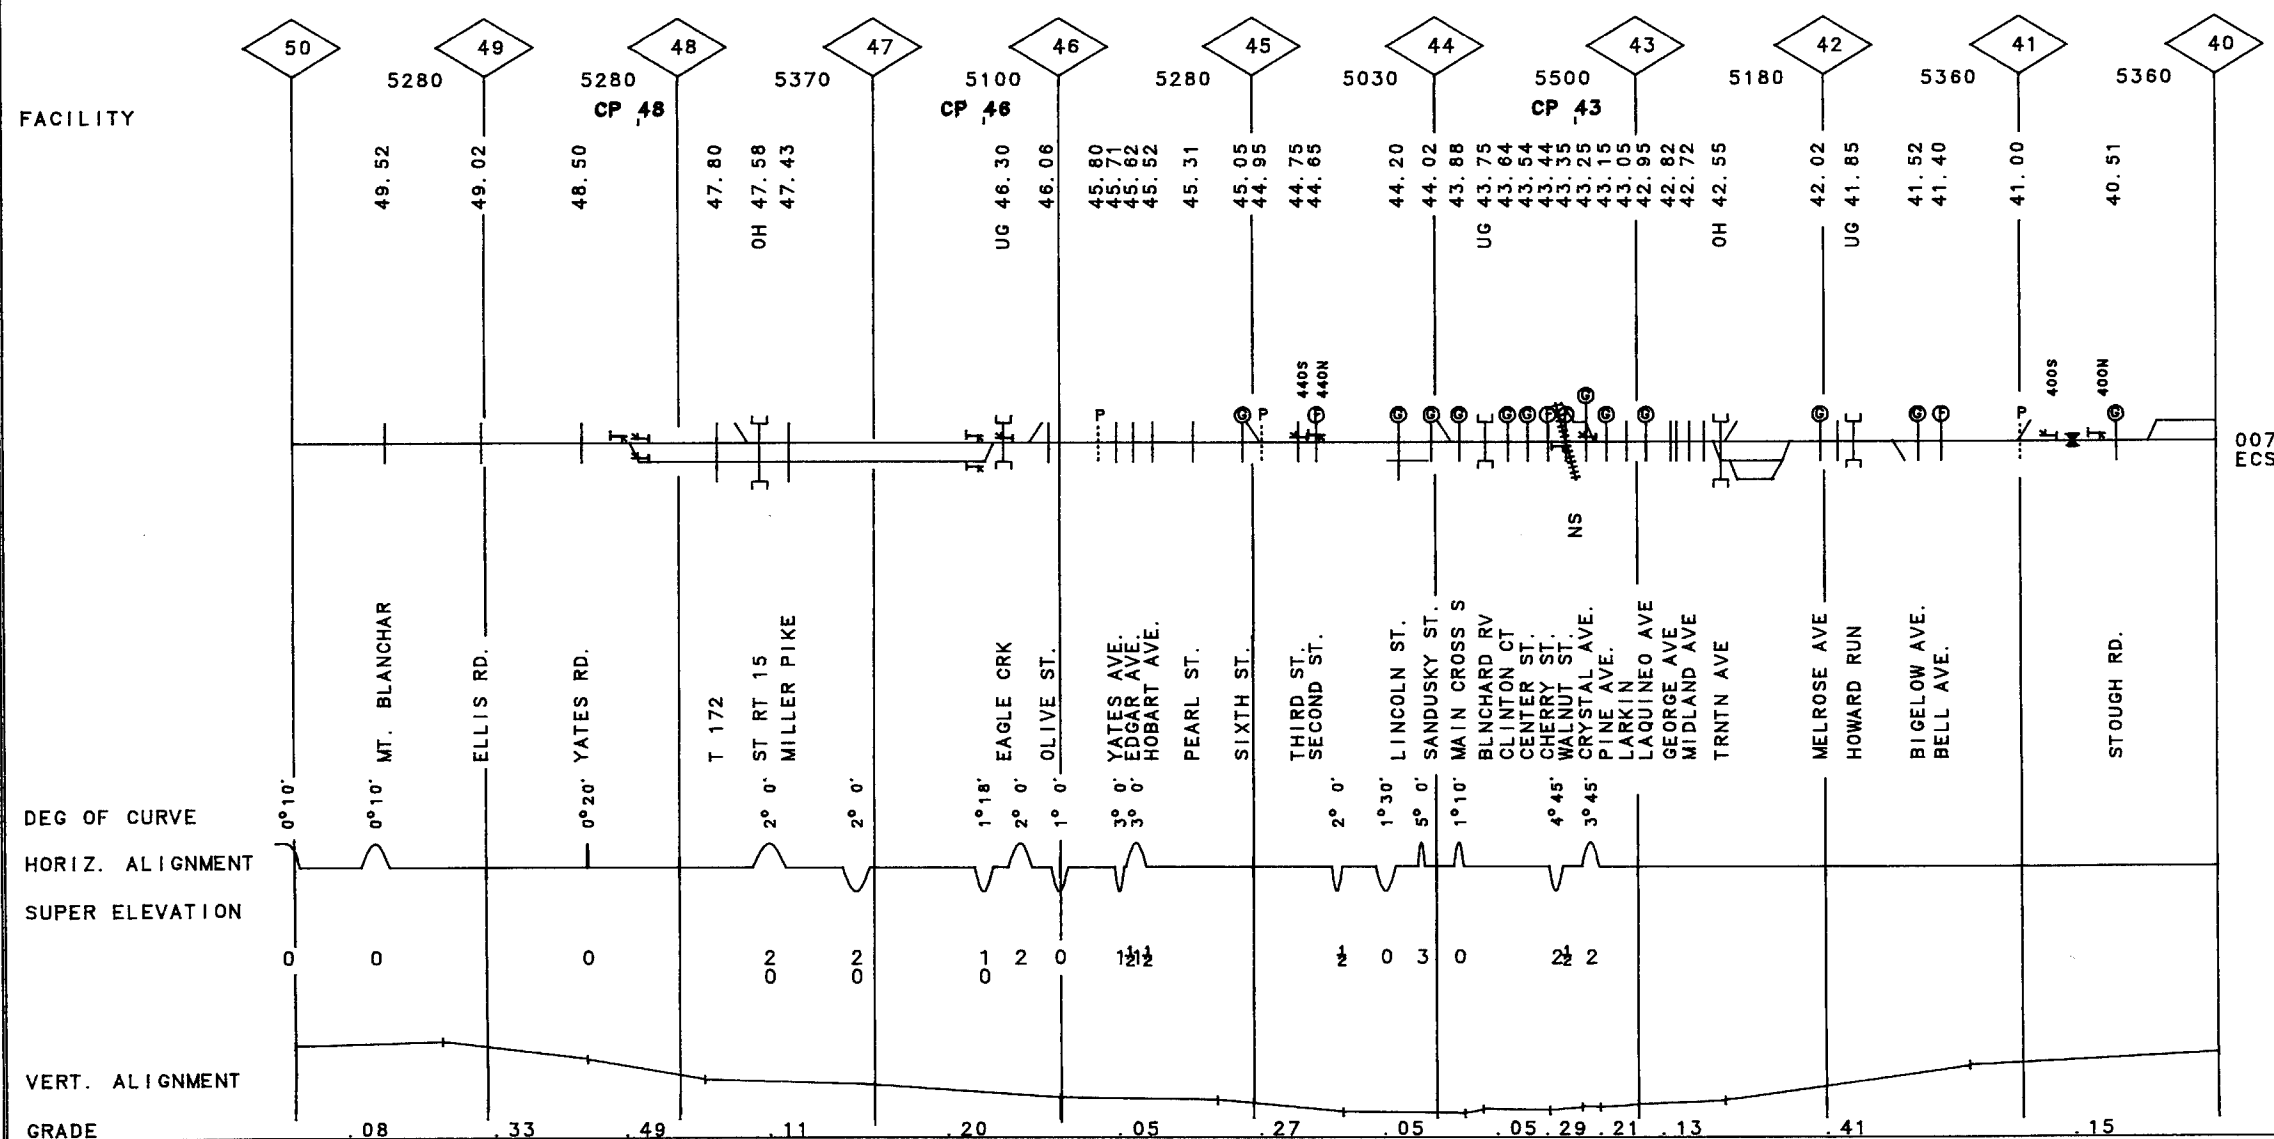 50 49 48 47 46 45 44 43 42 41 40
5280 5280 5370 5100 5280 5030 5500 5180 5360 5360
CP 48 CP 46 CP 43
FACILITY
49.52 49.02 48.50 47.80 OH 47.58 47.43 UG 46.30 46.06 45.80 45.71 45.62 45.52 45.31 45.05 44.95 44.75 44.65 44.20 44.02 43.88 UG 43.75 43.64 43.54 43.44 43.35 43.25 43.15 43.05 42.95 42.82 42.72 OH 42.55 42.02 UG 41.85 41.52 41.40 41.00 40.51
440S 440N 400S 400N
P G P F G G G G G F G G G G G F P G
007
ECS
NS
MT. BLANCHAR ELLIS RD. YATES RD. T 172 ST RT 15 MILLER PIKE EAGLE CRK OLIVE ST. YATES AVE. EDGAR AVE. HOBART AVE. PEARL ST. SIXTH ST. THIRD ST. SECOND ST. LINCOLN ST. SANDUSKY ST. MAIN CROSS S BLNCHARD RV CLINTON CT CENTER ST. CHERRY ST. WALNUT ST. CRYSTAL AVE. PINE AVE. LARKIN LAQUINEO AVE GEORGE AVE MIDLAND AVE TRNTN AVE MELROSE AVE HOWARD RUN BIGELOW AVE. BELL AVE. STOUGH RD.
DEG OF CURVE 0°10' 0°10' 0°20' 2° 0' 2° 0' 1°18' 2° 0' 1° 0' 3° 0' 3° 0' 2° 0' 1°30' 5° 0' 1°10' 4°45' 3°45'
HORIZ. ALIGNMENT
SUPER ELEVATION
0 0 0 2 2 1 2 0 1½ 1½ ½ 0 3 0 2½ 2
0 0 0
VERT. ALIGNMENT
GRADE .08 .33 .49 .11 .20 .05 .27 .05 .05 .29 .21 .13 .41 .15